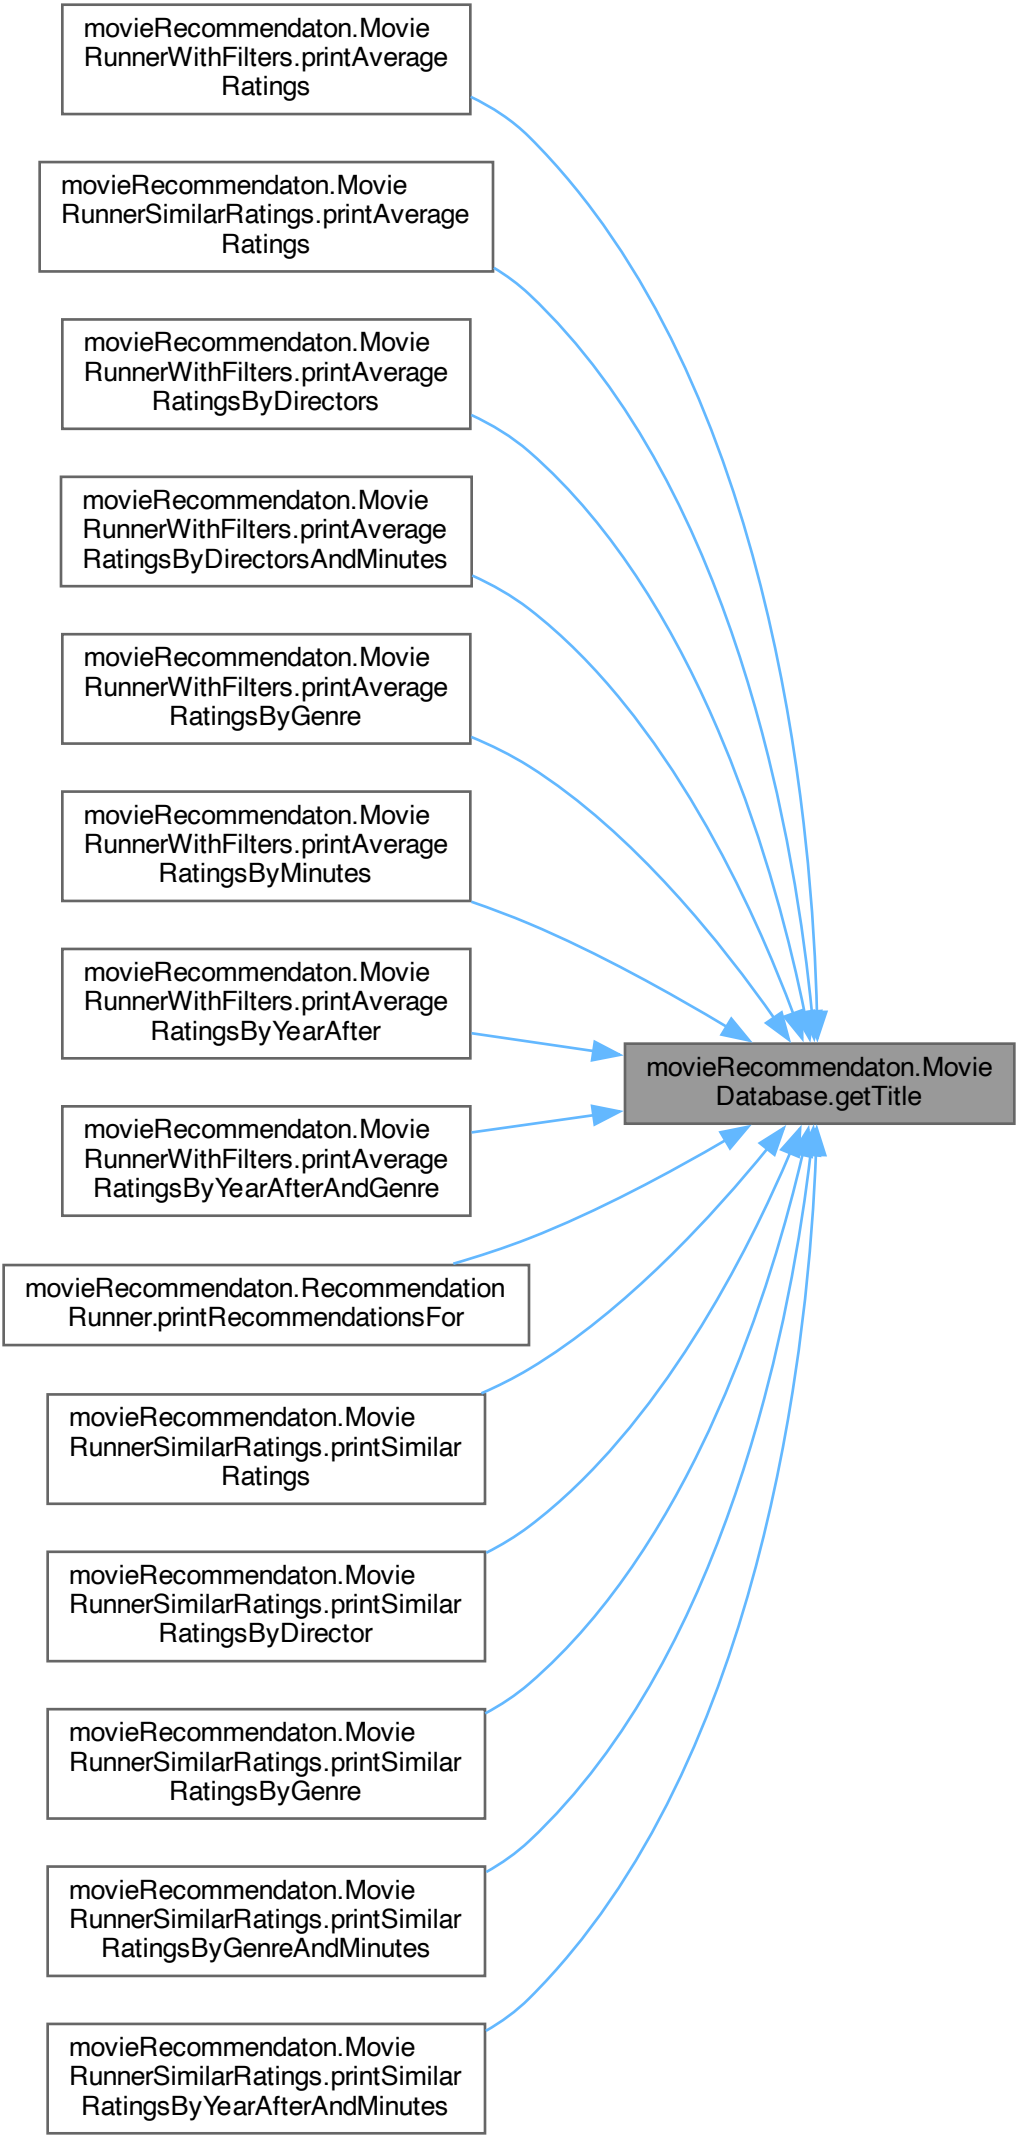 movieRecommendaton.Movie
RunnerWithFilters.printAverage
Ratings
movieRecommendaton.Movie
RunnerSimilarRatings.printAverage
Ratings
movieRecommendaton.Movie
RunnerWithFilters.printAverage
RatingsByDirectors
movieRecommendaton.Movie
RunnerWithFilters.printAverage
RatingsByDirectorsAndMinutes
movieRecommendaton.Movie
RunnerWithFilters.printAverage
RatingsByGenre
movieRecommendaton.Movie
RunnerWithFilters.printAverage
RatingsByMinutes
movieRecommendaton.Movie
RunnerWithFilters.printAverage
RatingsByYearAfter
movieRecommendaton.Movie
Database.getTitle
movieRecommendaton.Movie
RunnerWithFilters.printAverage
RatingsByYearAfterAndGenre
movieRecommendaton.Recommendation
Runner.printRecommendationsFor
movieRecommendaton.Movie
RunnerSimilarRatings.printSimilar
Ratings
movieRecommendaton.Movie
RunnerSimilarRatings.printSimilar
RatingsByDirector
movieRecommendaton.Movie
RunnerSimilarRatings.printSimilar
RatingsByGenre
movieRecommendaton.Movie
RunnerSimilarRatings.printSimilar
RatingsByGenreAndMinutes
movieRecommendaton.Movie
RunnerSimilarRatings.printSimilar
RatingsByYearAfterAndMinutes